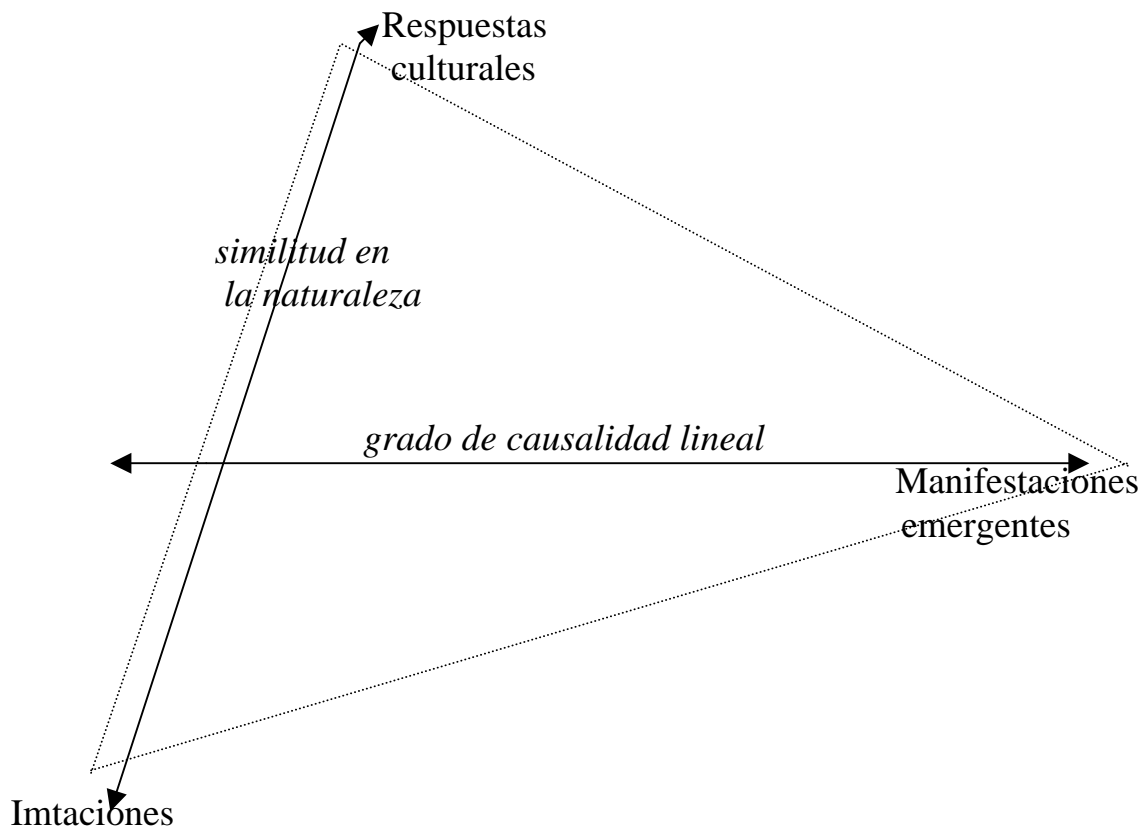 Respuestas
culturales
similitud en
la naturaleza
grado de causalidad lineal
Manifestaciones
emergentes
Imtaciones